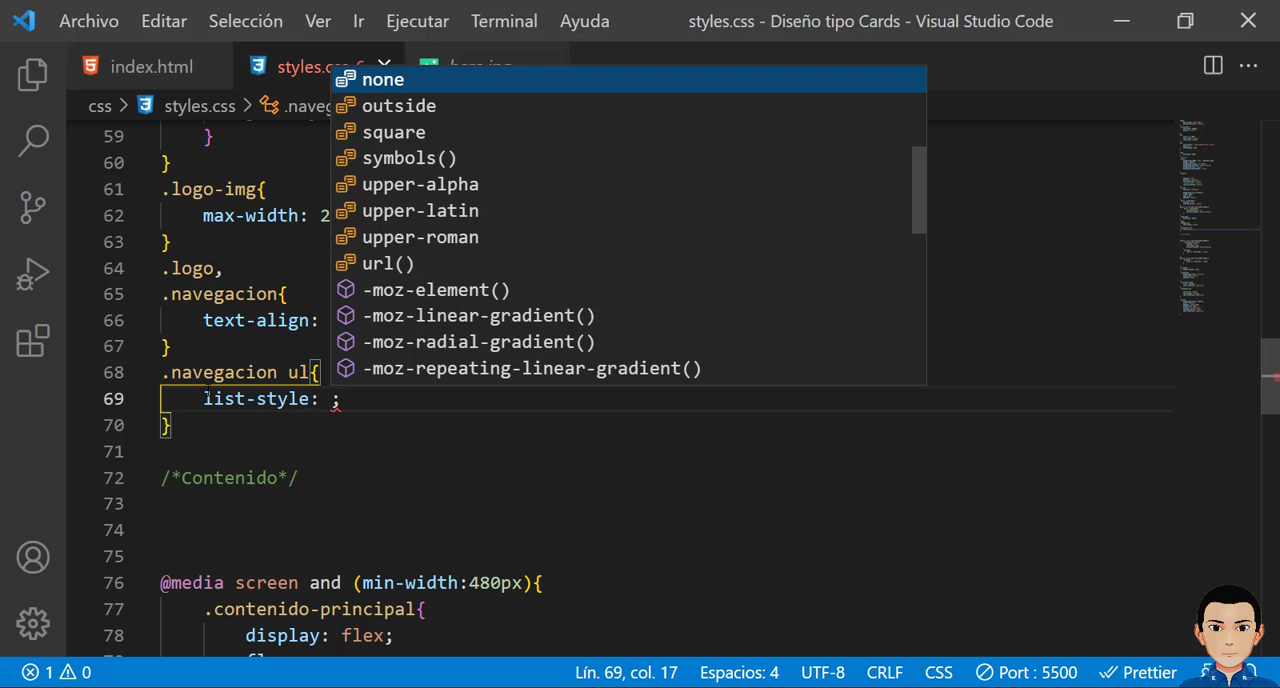 Archivo Editar Selección Ver Ir Ejecutar Terminal Ayuda styles.css - Diseño tipo Cards - Visual Studio Code
index.html styles.css
css > styles.css > .naveg
none
outside
square
symbols()
upper-alpha
upper-latin
upper-roman
url()
-moz-element()
-moz-linear-gradient()
-moz-radial-gradient()
-moz-repeating-linear-gradient()
59 }
60 }
61 .logo-img{
62 max-width: 2
63 }
64 .logo,
65 .navegacion{
66 text-align:
67 }
68 .navegacion ul{
69 list-style: ;
70 }
71
72 /*Contenido*/
73
74
75
76 @media screen and (min-width:480px){
77 .contenido-principal{
78 display: flex;
1 0 Lín. 69, col. 17 Espacios: 4 UTF-8 CRLF CSS Port : 5500 Prettier